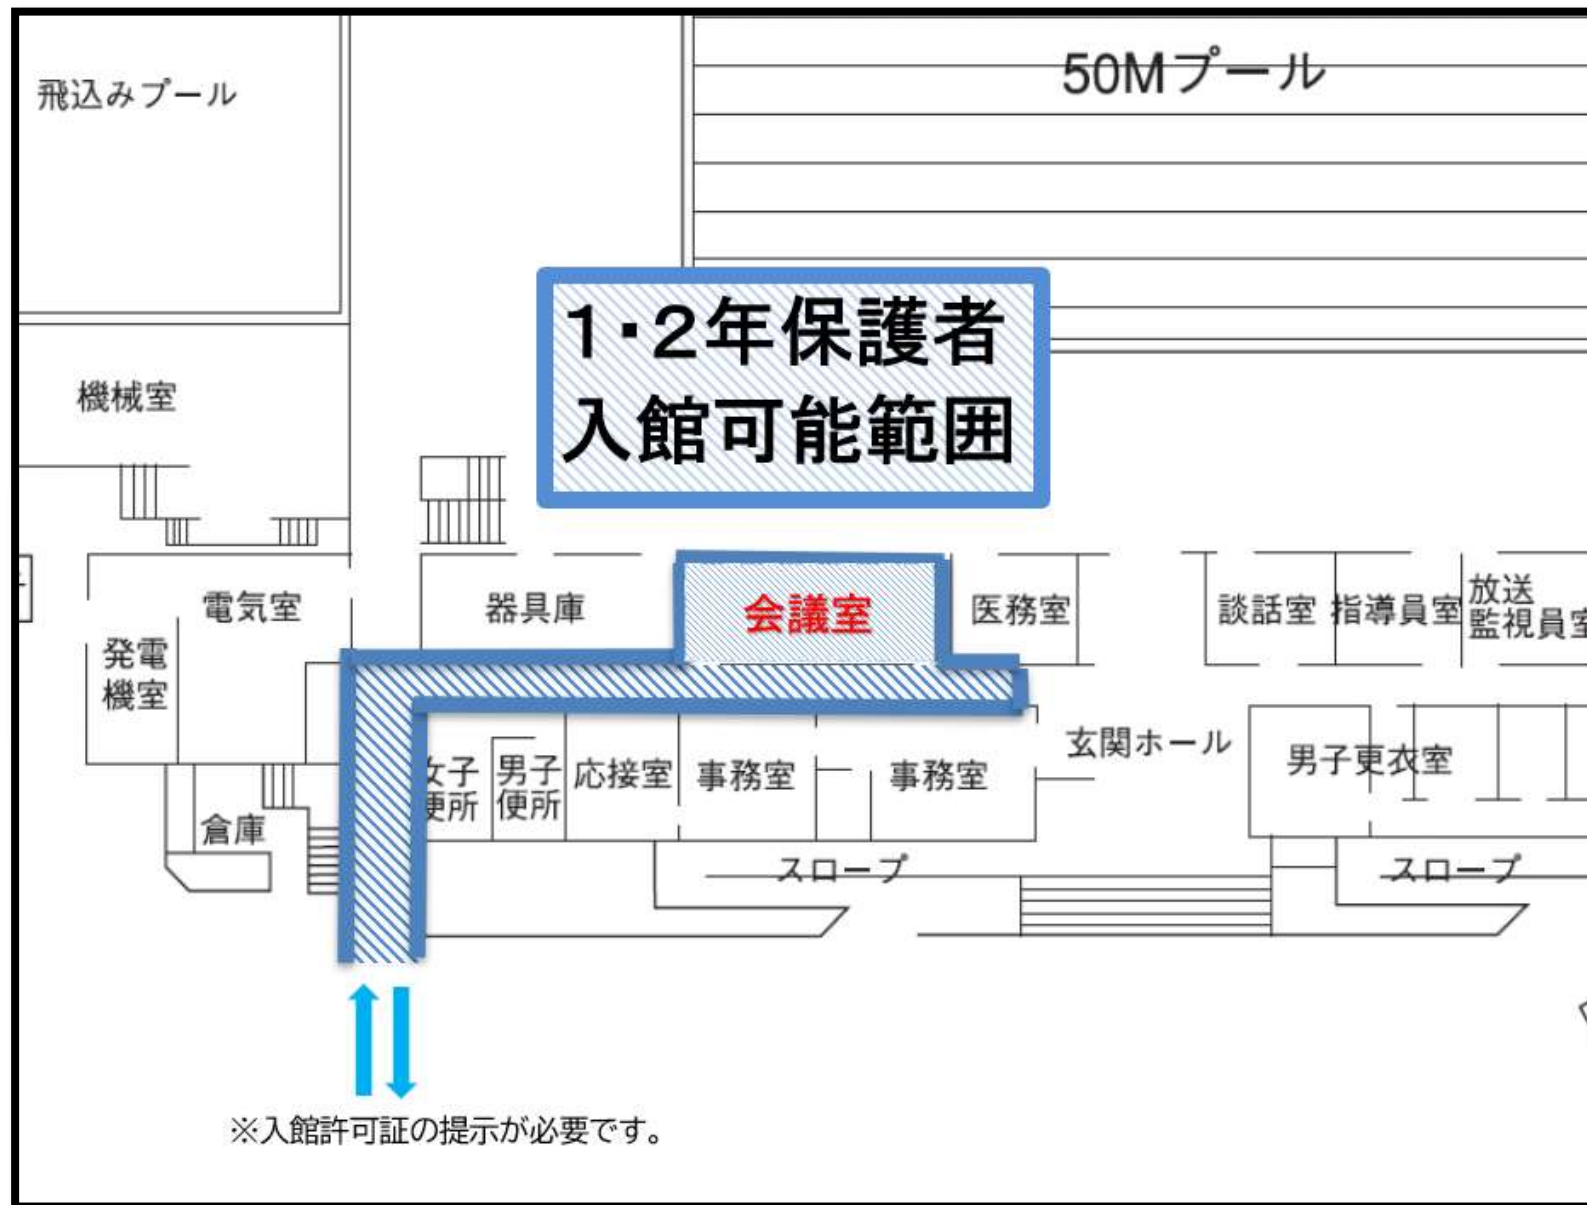 飛込みプール
50Mプール
1・2年保護者
入館可能範囲
機械室
電気室
器具庫
会議室
医務室
談話室
指導員室
放送
監視員室
発電
機室
女子
便所
男子
便所
応接室
事務室
事務室
玄関ホール
男子更衣室
倉庫
スロープ
スロープ
※入館許可証の提示が必要です。